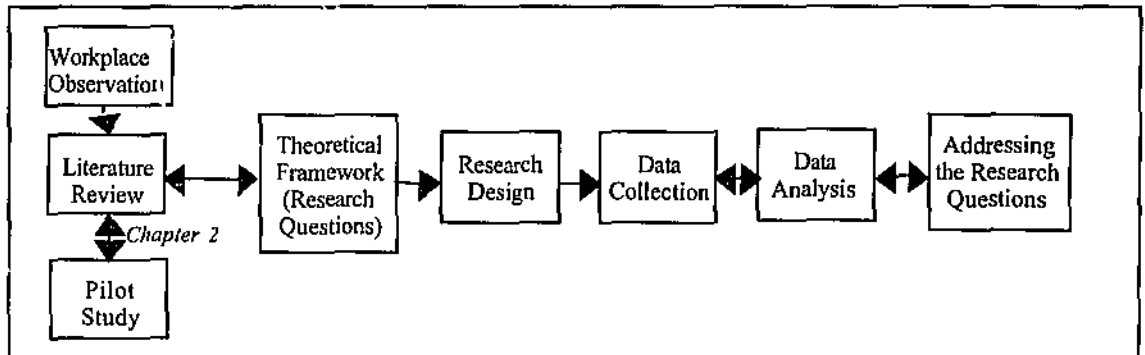 Workplace
Observation
Literature
Review
Chapter 2
Pilot
Study
Theoretical
Framework
(Research
Questions)
Research
Design
Data
Collection
Data
Analysis
Addressing
the Research
Questions